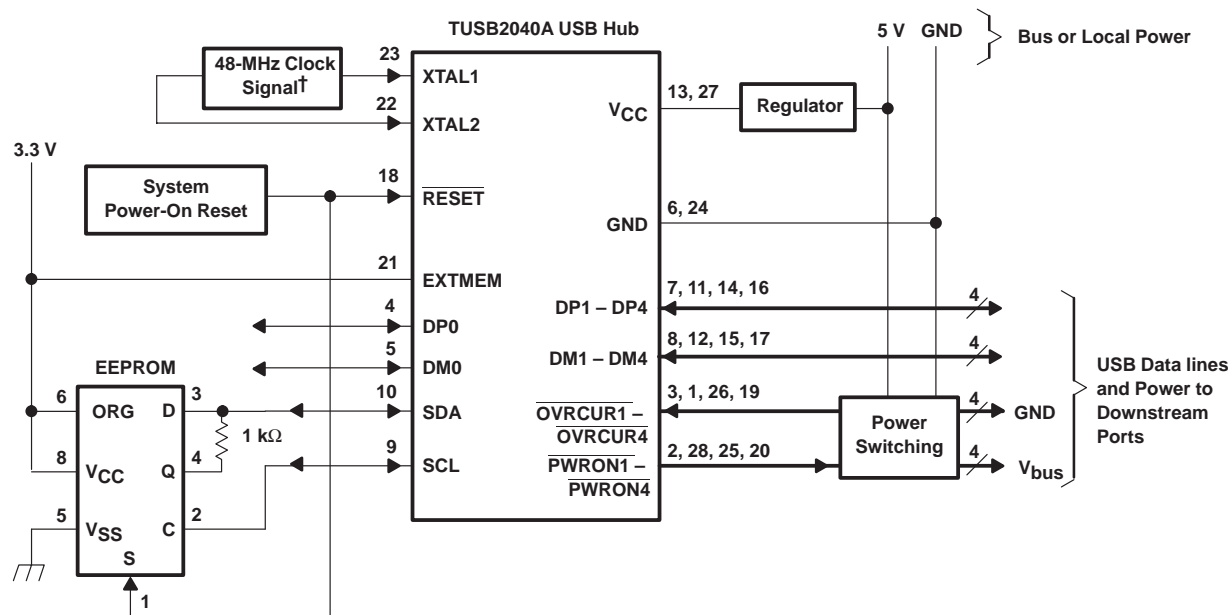 TUSB2040A USB Hub
5 V
GND
Bus or Local Power
48-MHz Clock
Signal†
23
XTAL1
22
XTAL2
13, 27
VCC
Regulator
3.3 V
System
Power-On Reset
18
RESET
6, 24
GND
21
EXTMEM
4
DP0
5
DM0
7, 11, 14, 16
DP1 – DP4
4
8, 12, 15, 17
DM1 – DM4
4
USB Data lines
and Power to
Downstream
Ports
EEPROM
6
ORG
D
3
10
SDA
1 kΩ
8
VCC
Q
4
9
SCL
5
VSS
C
2
S
1
3, 1, 26, 19
OVRCUR1 –
OVRCUR4
2, 28, 25, 20
PWRON1 –
PWRON4
Power
Switching
4
GND
4
Vbus